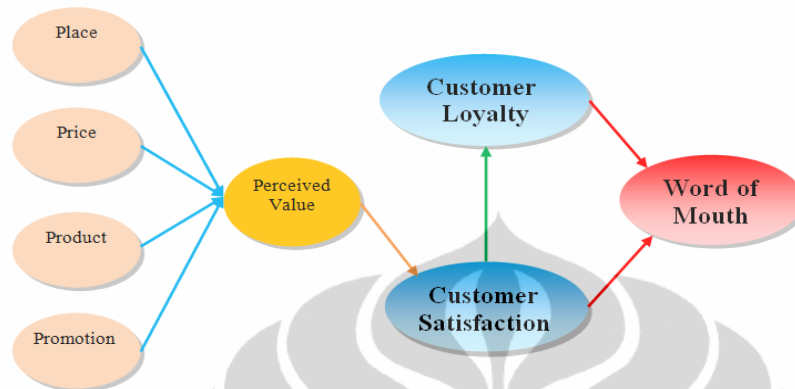 Place
Price
Product
Promotion
Perceived
Value
Customer
Loyalty
Customer
Satisfaction
Word of
Mouth